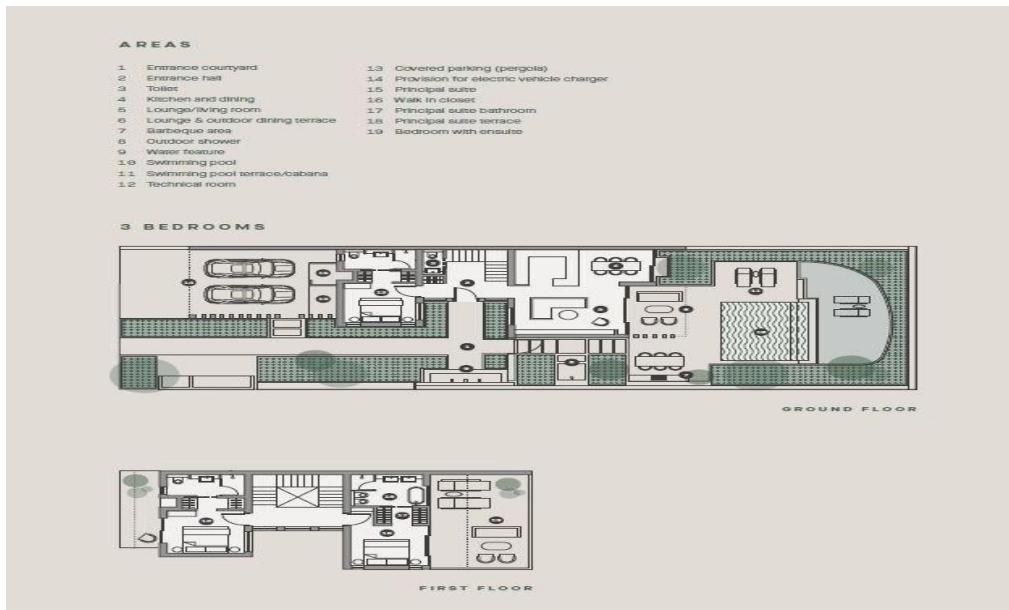 AREAS
1 Entrance courtyard
2 Entrance hall
3 Toilet
4 Kitchen and dining
5 Lounge/living room
6 Lounge & outdoor dining terrace
7 Barbeque area
8 Outdoor shower
9 Water feature
10 Swimming pool
11 Swimming pool terrace/cabana
12 Technical room
13 Covered parking (pergola)
14 Provision for electric vehicle charger
15 Principal suite
16 Walk in closet
17 Principal suite bathroom
18 Principal suite terrace
19 Bedroom with ensuite
3 BEDROOMS
GROUND FLOOR
FIRST FLOOR